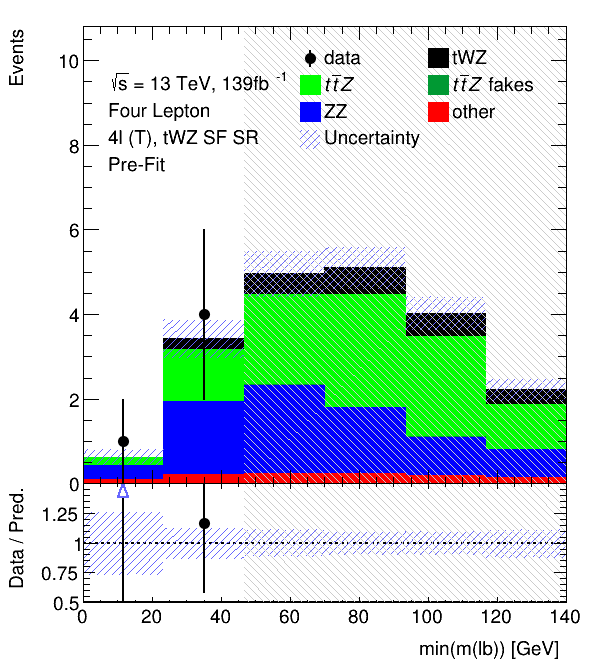 Events
10
8
6
4
2
0
√s = 13 TeV, 139fb⁻¹
Four Lepton
4l (T), tWZ SF SR
Pre-Fit
data
tWZ
tt̄Z
tt̄Z fakes
ZZ
other
Uncertainty
Data / Pred.
1.25
1
0.75
0.5
0 20 40 60 80 100 120 140
min(m(lb)) [GeV]